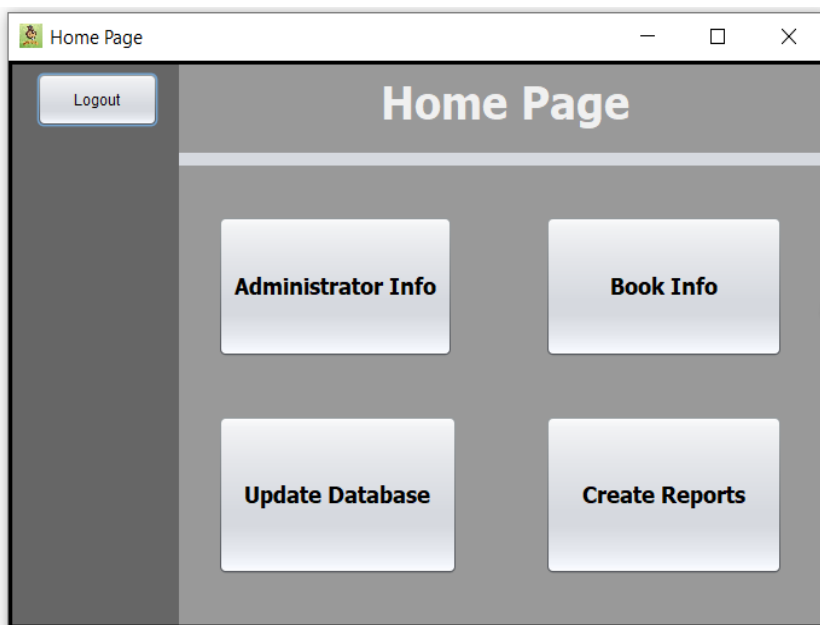 Home Page
Logout
Home Page
Administrator Info
Book Info
Update Database
Create Reports